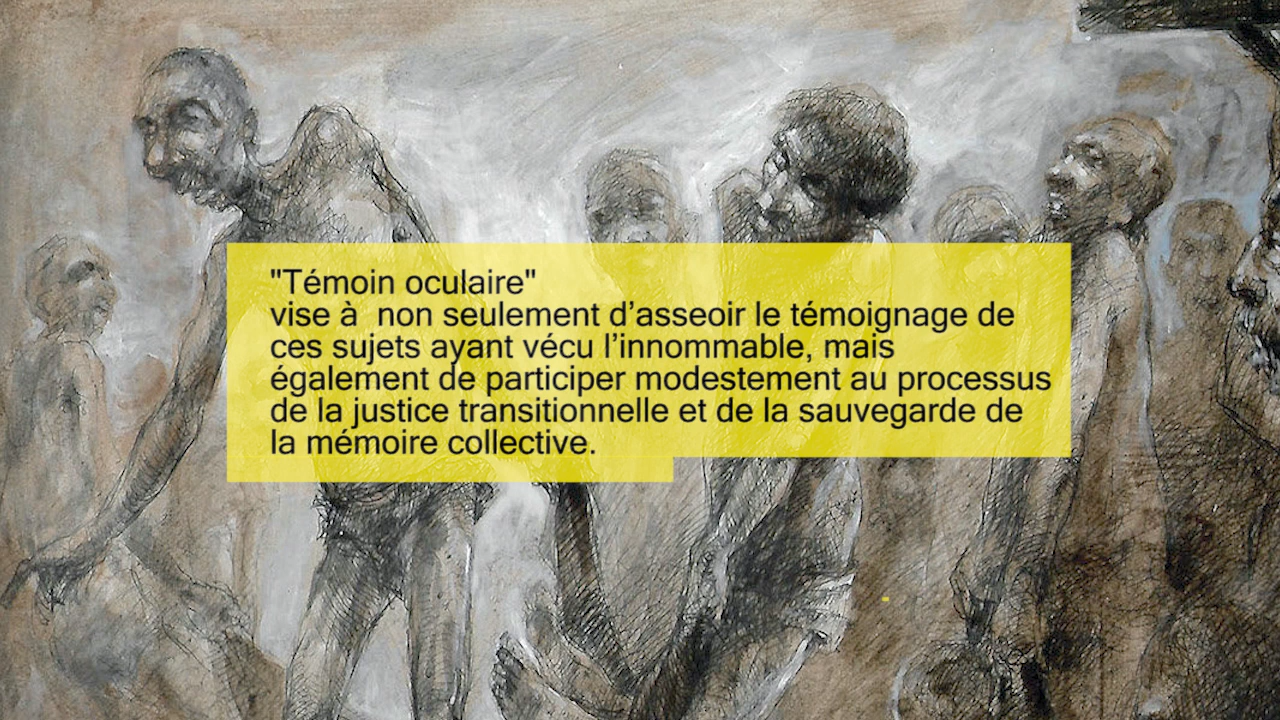 "Témoin oculaire"
vise à  non seulement d’asseoir le témoignage de
ces sujets ayant vécu l’innommable, mais
également de participer modestement au processus
de la justice transitionnelle et de la sauvegarde de
la mémoire collective.